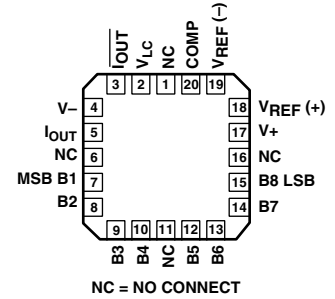 I̅O̅U̅T̅
VLC
NC
COMP
VREF (–)
3 2 1 20 19
V– 4
IOUT 5
NC 6
MSB B1 7
B2 8
18 VREF (+)
17 V+
16 NC
15 B8 LSB
14 B7
9 10 11 12 13
B3
B4
NC
B5
B6
NC = NO CONNECT